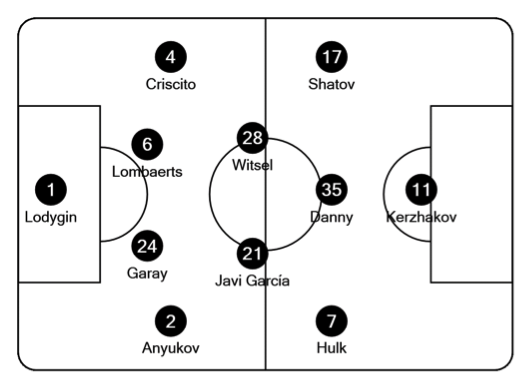 4
Criscito
17
Shatov
6
Lombaerts
28
Witsel
1
Lodygin
35
Danny
11
Kerzhakov
24
Garay
21
Javi García
2
Anyukov
7
Hulk